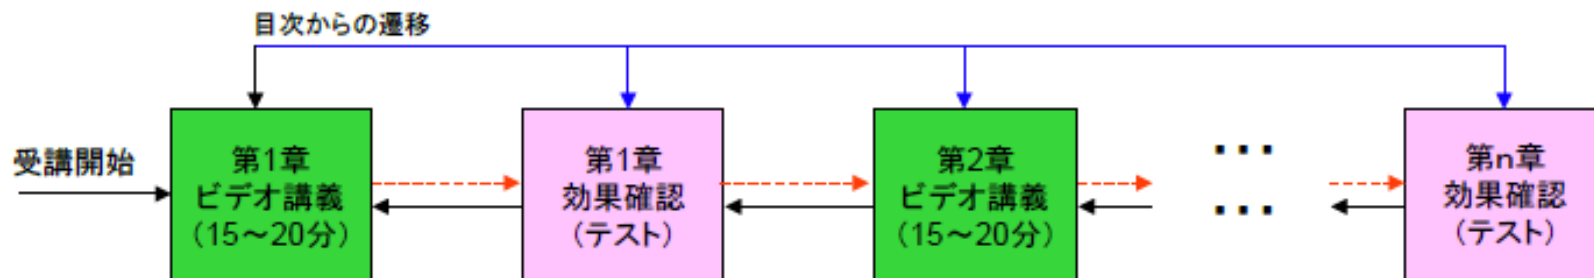 目次からの遷移
受講開始
第1章
ビデオ講義
（15～20分）
第1章
効果確認
（テスト）
第2章
ビデオ講義
（15～20分）
･･･
･･･
第ｎ章
効果確認
（テスト）